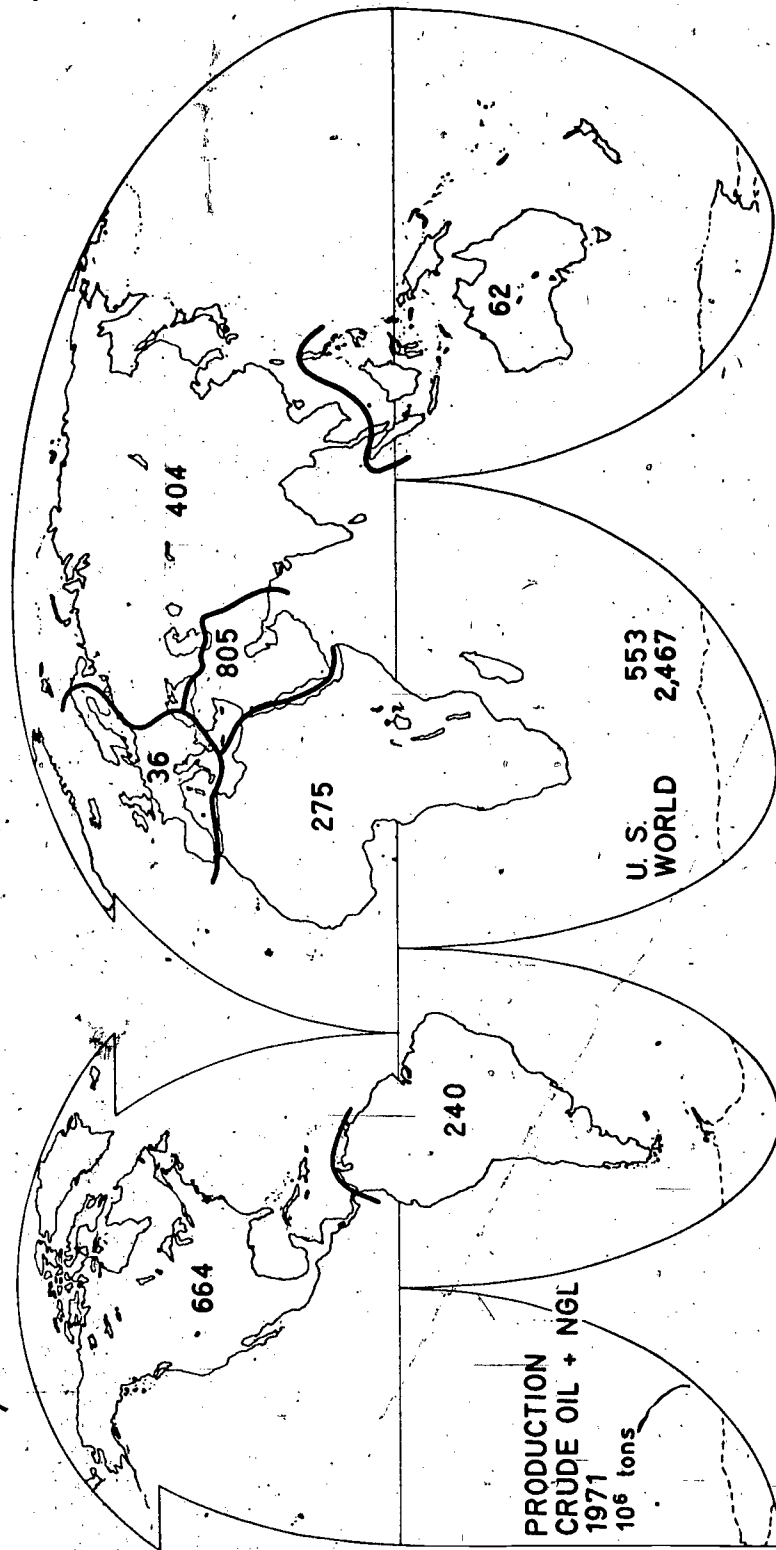 664
36
805
404
275
240
62
PRODUCTION
CRUDE OIL + NGL
1971
10⁶ tons
U. S. 553
WORLD 2,467